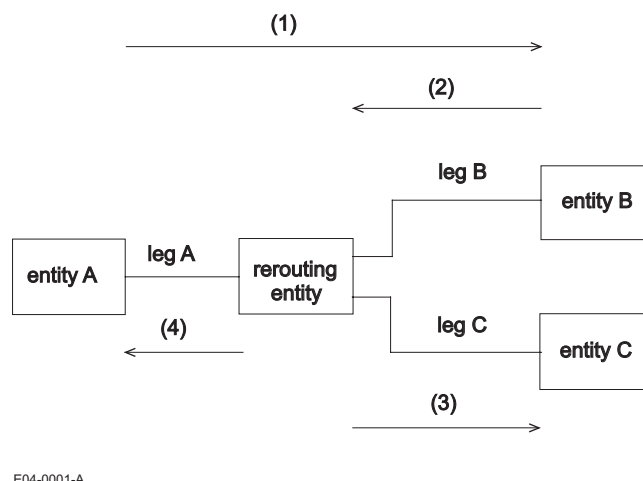 (1)
(2)
leg B
entity B
entity A
leg A
rerouting
entity
leg C
entity C
(4)
(3)
E04-0001-A